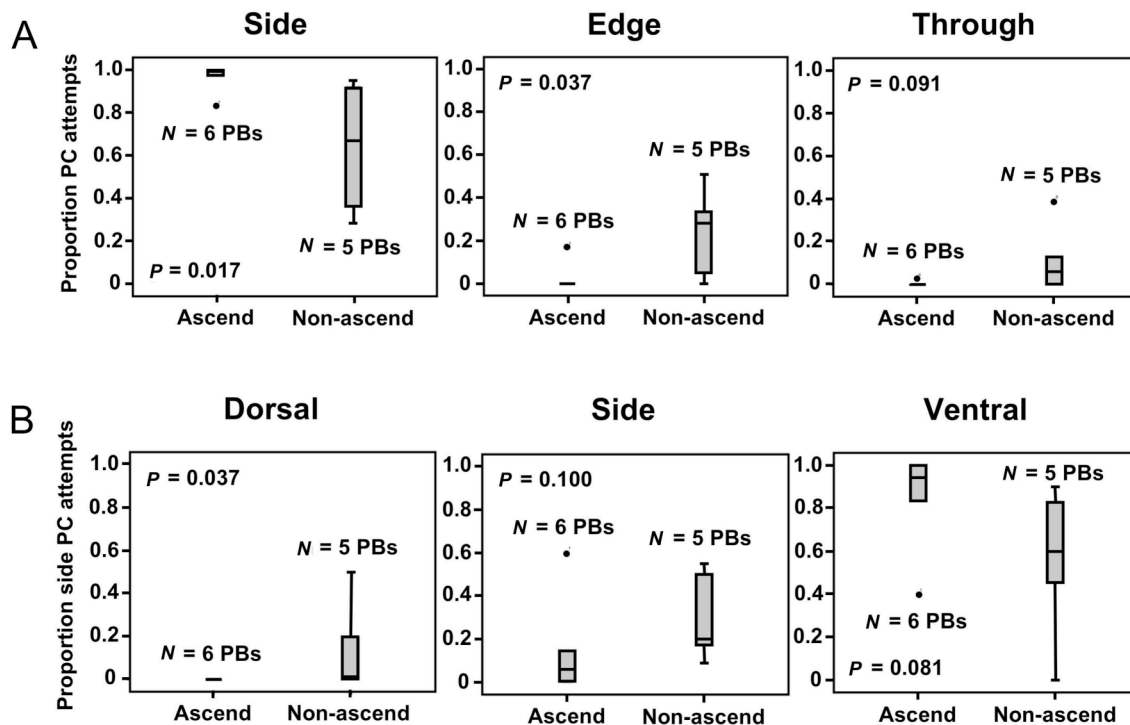 A
Side Edge Through
Proportion PC attempts
1.0
0.8
0.6
0.4
0.2
0
N = 6 PBs
N = 5 PBs
P = 0.017
Ascend Non-ascend
1.0
0.8
0.6
0.4
0.2
0
P = 0.037
N = 5 PBs
N = 6 PBs
Ascend Non-ascend
1.0
0.8
0.6
0.4
0.2
0
P = 0.091
N = 5 PBs
N = 6 PBs
Ascend Non-ascend
B
Dorsal Side Ventral
Proportion side PC attempts
1.0
0.8
0.6
0.4
0.2
0
P = 0.037
N = 5 PBs
N = 6 PBs
Ascend Non-ascend
1.0
0.8
0.6
0.4
0.2
0
P = 0.100
N = 6 PBs
N = 5 PBs
Ascend Non-ascend
1.0
0.8
0.6
0.4
0.2
0
N = 5 PBs
N = 6 PBs
P = 0.081
Ascend Non-ascend